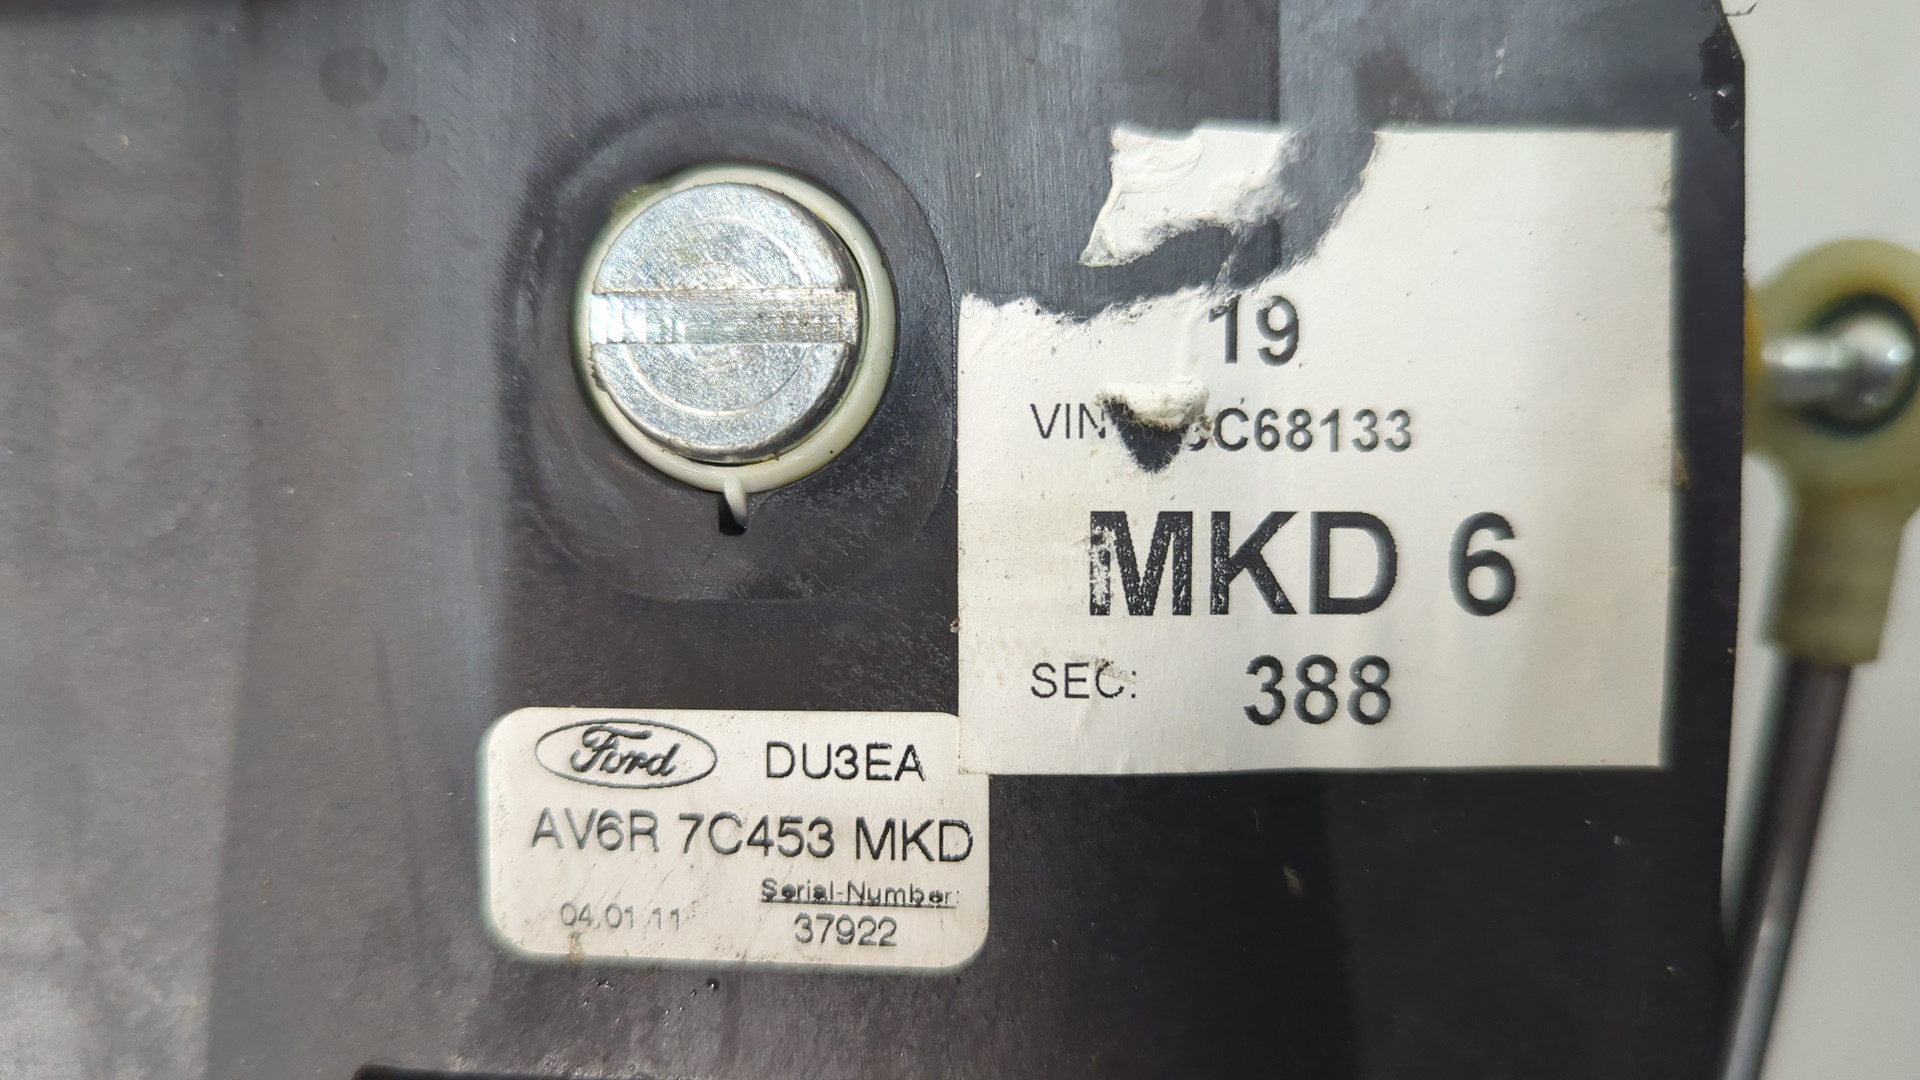 19
VIN C68133
MKD 6
SEC: 388
Ford DU3EA
AV6R 7C453 MKD
Serial-Number:
04.01.11 37922